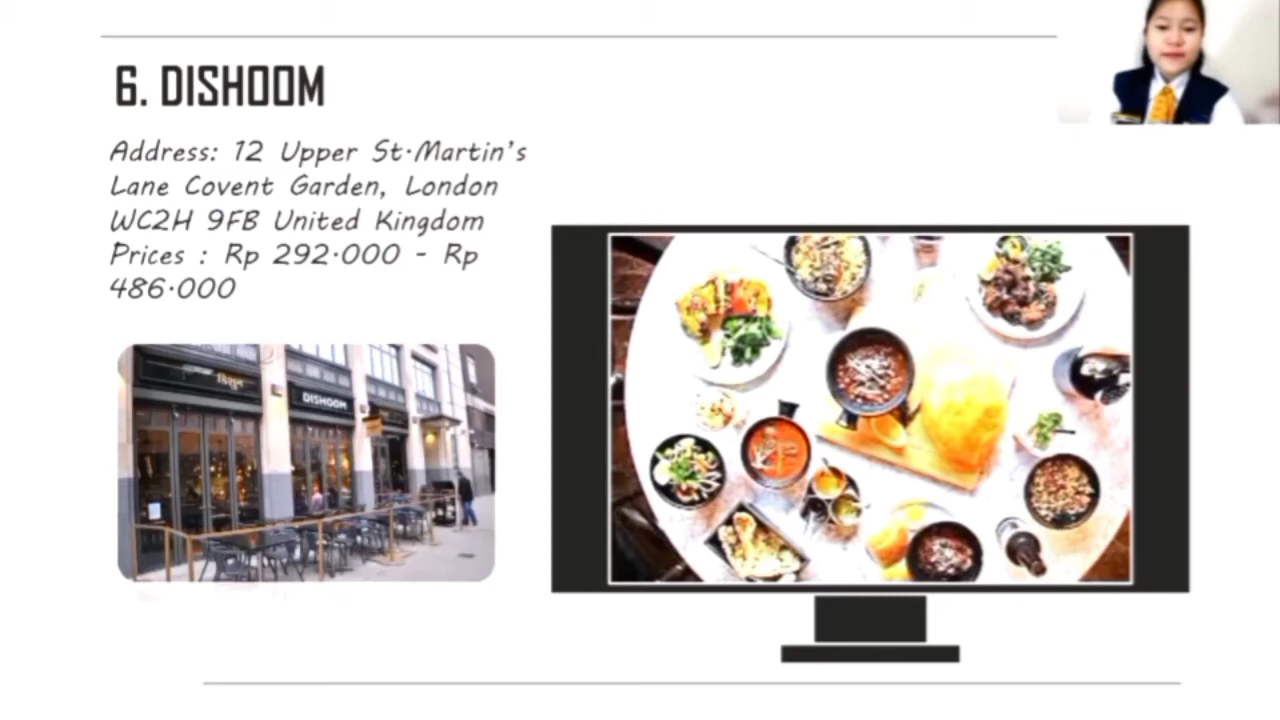 6. DISHOOM
Address: 12 Upper St·Martin's
Lane Covent Garden, London
WC2H 9FB United Kingdom
Prices : Rp 292·000 - Rp
486·000
DISHOOM